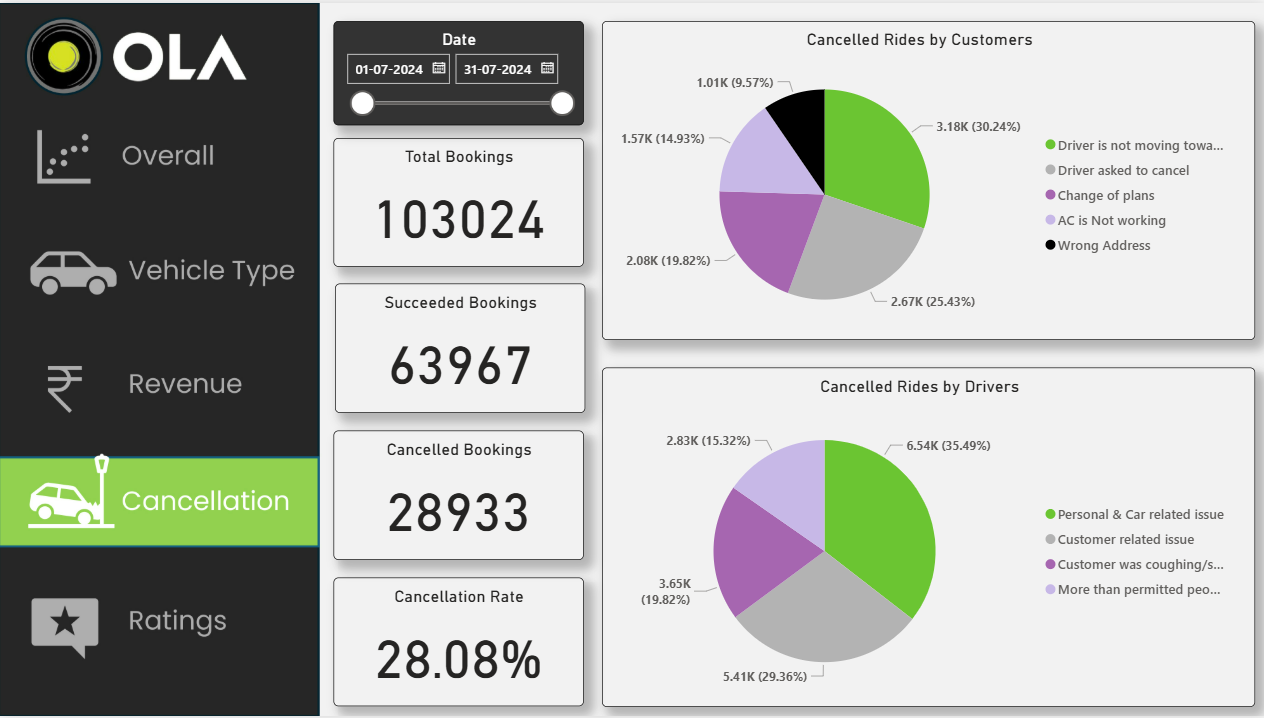 OLA
Overall
Vehicle Type
Revenue
Cancellation
Ratings
Date
01-07-2024 31-07-2024
Total Bookings
103024
Succeeded Bookings
63967
Cancelled Bookings
28933
Cancellation Rate
28.08%
Cancelled Rides by Customers
1.01K (9.57%)
3.18K (30.24%)
1.57K (14.93%)
2.08K (19.82%)
2.67K (25.43%)
Driver is not moving towa...
Driver asked to cancel
Change of plans
AC is Not working
Wrong Address
Cancelled Rides by Drivers
2.83K (15.32%)
6.54K (35.49%)
3.65K
(19.82%)
5.41K (29.36%)
Personal & Car related issue
Customer related issue
Customer was coughing/s...
More than permitted peo...